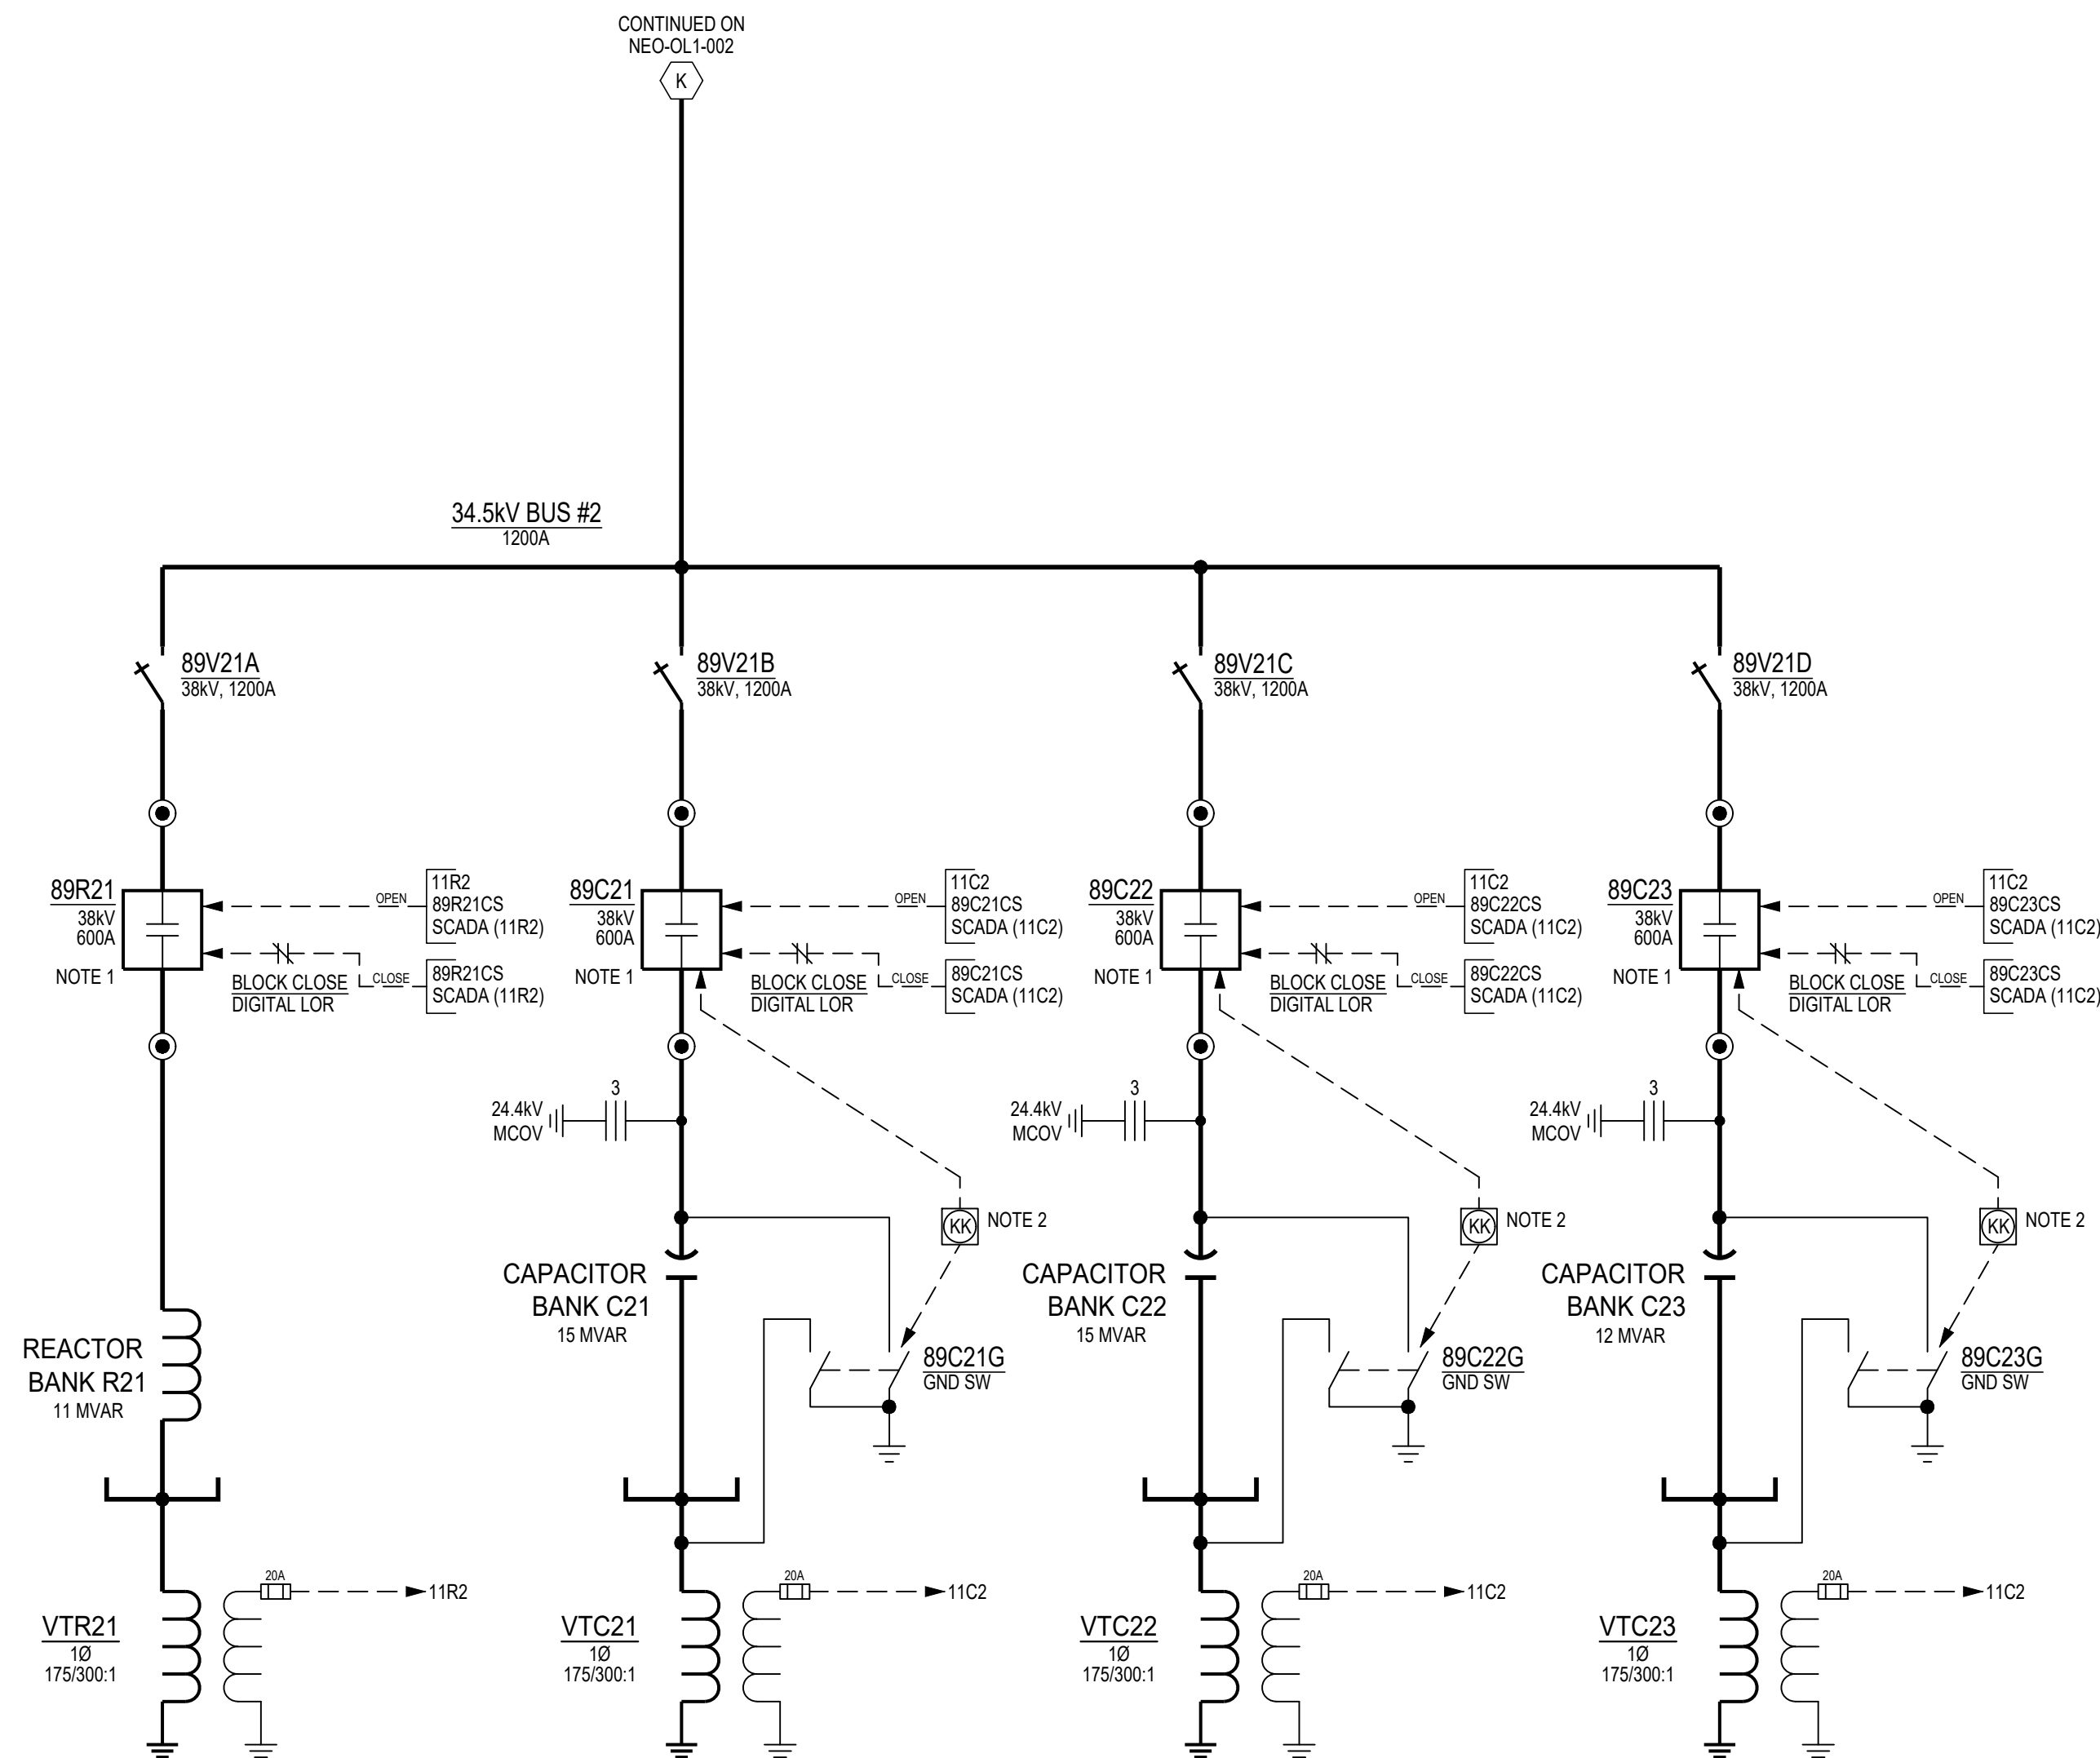 CONTINUED ON
NEO-OL1-002
K
34.5kV BUS #2
1200A
89V21A
38kV, 1200A
89V21B
38kV, 1200A
89V21C
38kV, 1200A
89V21D
38kV, 1200A
89R21
38kV
600A
NOTE 1
OPEN
11R2
89R21CS
SCADA (11R2)
BLOCK CLOSE
DIGITAL LOR
CLOSE
89R21CS
SCADA (11R2)
89C21
38kV
600A
NOTE 1
OPEN
11C2
89C21CS
SCADA (11C2)
BLOCK CLOSE
DIGITAL LOR
CLOSE
89C21CS
SCADA (11C2)
89C22
38kV
600A
NOTE 1
OPEN
11C2
89C22CS
SCADA (11C2)
BLOCK CLOSE
DIGITAL LOR
CLOSE
89C22CS
SCADA (11C2)
89C23
38kV
600A
NOTE 1
OPEN
11C2
89C23CS
SCADA (11C2)
BLOCK CLOSE
DIGITAL LOR
CLOSE
89C23CS
SCADA (11C2)
3
24.4kV
MCOV
3
24.4kV
MCOV
3
24.4kV
MCOV
KK
NOTE 2
KK
NOTE 2
KK
NOTE 2
REACTOR
BANK R21
11 MVAR
CAPACITOR
BANK C21
15 MVAR
89C21G
GND SW
CAPACITOR
BANK C22
15 MVAR
89C22G
GND SW
CAPACITOR
BANK C23
12 MVAR
89C23G
GND SW
20A
11R2
VTR21
1Ø
175/300:1
20A
11C2
VTC21
1Ø
175/300:1
20A
11C2
VTC22
1Ø
175/300:1
20A
11C2
VTC23
1Ø
175/300:1